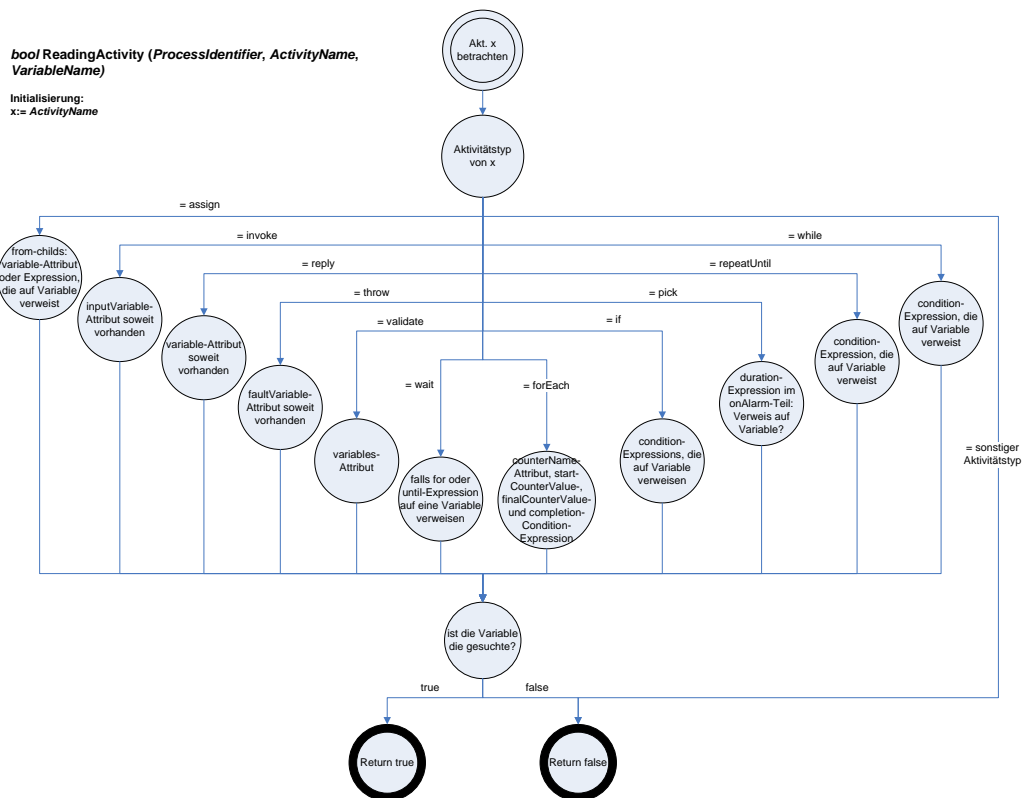 bool ReadingActivity (ProcessIdentifier, ActivityName,
VariableName)
Initialisierung:
x:= ActivityName
Akt. x
betrachten
Aktivitätstyp
von x
= assign
= invoke
= while
= reply
= repeatUntil
= throw
= pick
= validate
= if
= wait
= forEach
= sonstiger
Aktivitätstyp
from-childs:
variable-Attribut
oder Expression,
die auf Variable
verweist
inputVariable-
Attribut soweit
vorhanden
variable-Attribut
soweit
vorhanden
faultVariable-
Attribut soweit
vorhanden
variables-
Attribut
falls for oder
until-Expression
auf eine Variable
verweisen
counterName-
Attribut, start-
CounterValue-,
finalCounterValue-
und completion-
Condition-
Expression
condition-
Expressions, die
auf Variable
verweisen
duration-
Expression im
onAlarm-Teil:
Verweis auf
Variable?
condition-
Expression, die
auf Variable
verweist
condition-
Expression, die
auf Variable
verweist
ist die Variable
die gesuchte?
true
false
Return true
Return false